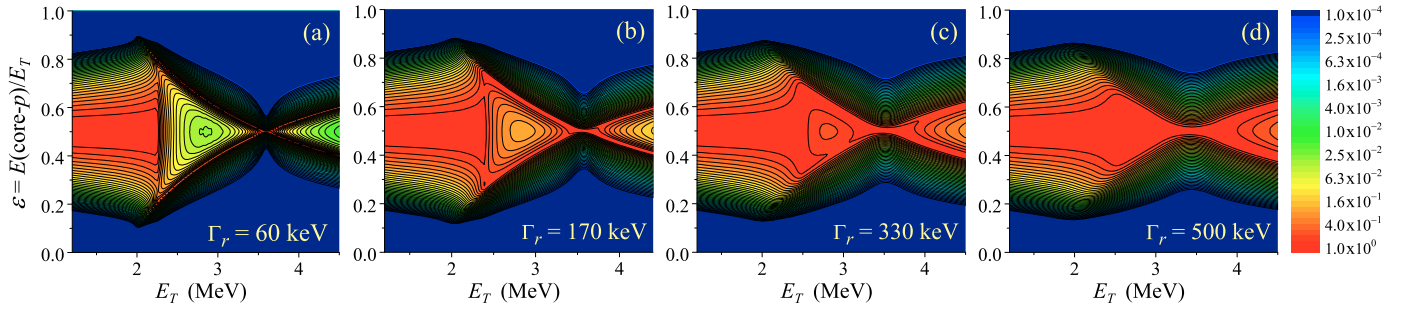 ε = E(core-p)/E_T
1.0
0.8
0.6
0.4
0.2
0.0
(a)
Γ_r = 60 keV
2
3
4
E_T (MeV)
1.0
0.8
0.6
0.4
0.2
0.0
(b)
Γ_r = 170 keV
2
3
4
E_T (MeV)
1.0
0.8
0.6
0.4
0.2
0.0
(c)
Γ_r = 330 keV
2
3
4
E_T (MeV)
1.0
0.8
0.6
0.4
0.2
0.0
(d)
Γ_r = 500 keV
2
3
4
E_T (MeV)
1.0x10⁻⁴
2.5x10⁻⁴
6.3x10⁻⁴
1.6x10⁻³
4.0x10⁻³
1.0x10⁻²
2.5x10⁻²
6.3x10⁻²
1.6x10⁻¹
4.0x10⁻¹
1.0x10⁰